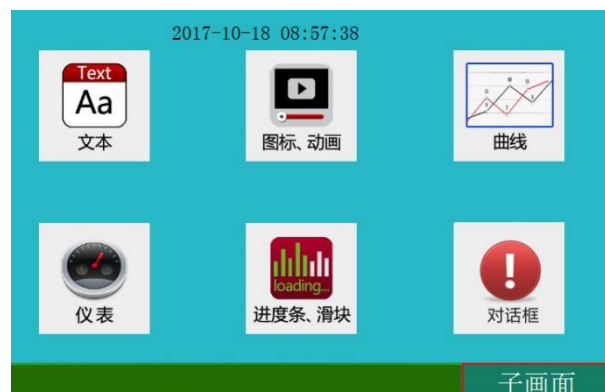 2017-10-18 08:57:38
Text
Aa
文本
图标、动画
曲线
仪表
loading...
进度条、滑块
对话框
子画面